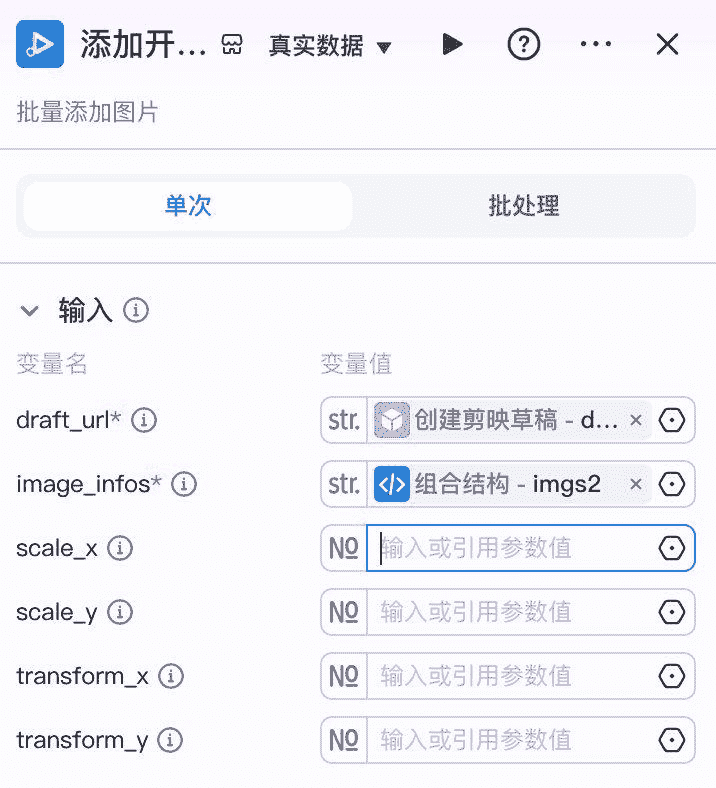 添加开... 真实数据
批量添加图片
单次 批处理
输入
变量名 变量值
draft_url* str. 创建剪映草稿 - d...
image_infos* str. 组合结构 - imgs2
scale_x № 输入或引用参数值
scale_y № 输入或引用参数值
transform_x № 输入或引用参数值
transform_y № 输入或引用参数值